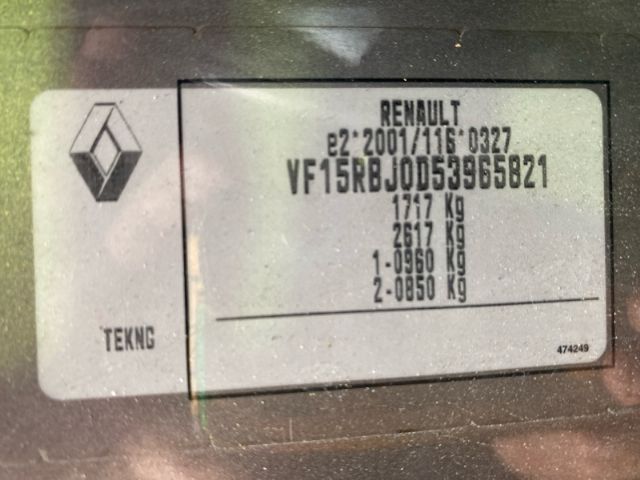 RENAULT
e2*2001/116*0327
VF15RBJ0D53965821
1717 Kg
2617 Kg
1-0960 Kg
2-0850 Kg
TEKNG
474249